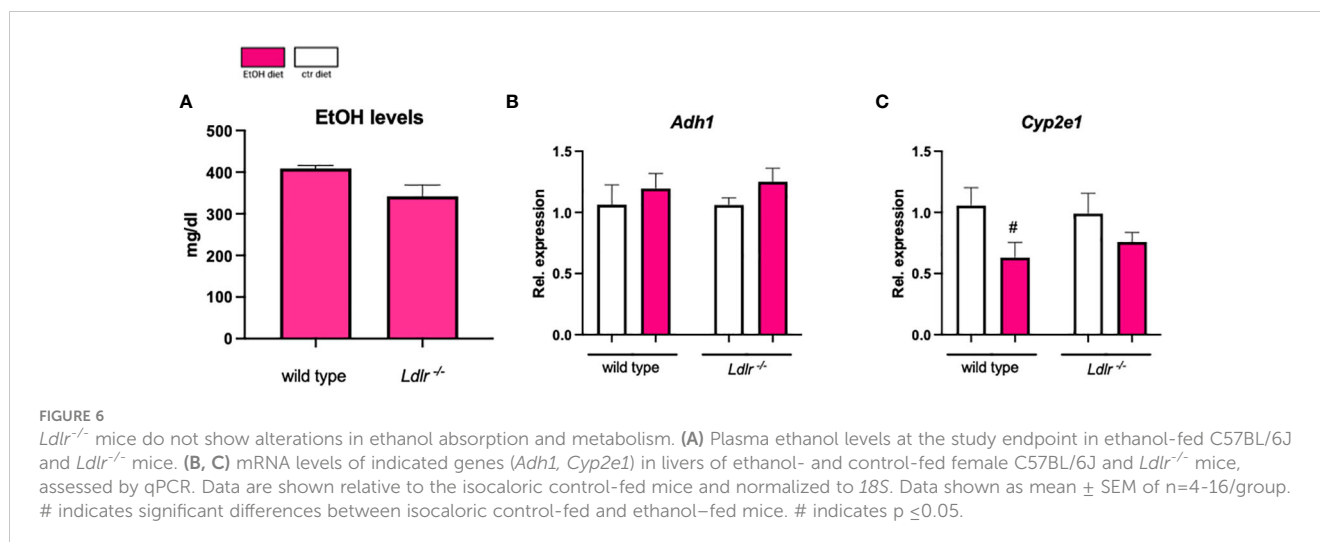 EtOH diet ctr diet
A
EtOH levels
500
400
300
200
100
0
mg/dl
wild type Ldlr -/-
B
Adh1
1.5
1.0
0.5
0.0
Rel. expression
wild type Ldlr -/-
C
Cyp2e1
1.5
1.0
0.5
0.0
Rel. expression
#
wild type Ldlr -/-
FIGURE 6
Ldlr-/- mice do not show alterations in ethanol absorption and metabolism. (A) Plasma ethanol levels at the study endpoint in ethanol-fed C57BL/6J
and Ldlr-/- mice. (B, C) mRNA levels of indicated genes (Adh1, Cyp2e1) in livers of ethanol- and control-fed female C57BL/6J and Ldlr-/- mice,
assessed by qPCR. Data are shown relative to the isocaloric control-fed mice and normalized to 18S. Data shown as mean ± SEM of n=4-16/group.
# indicates significant differences between isocaloric control-fed and ethanol–fed mice. # indicates p ≤0.05.